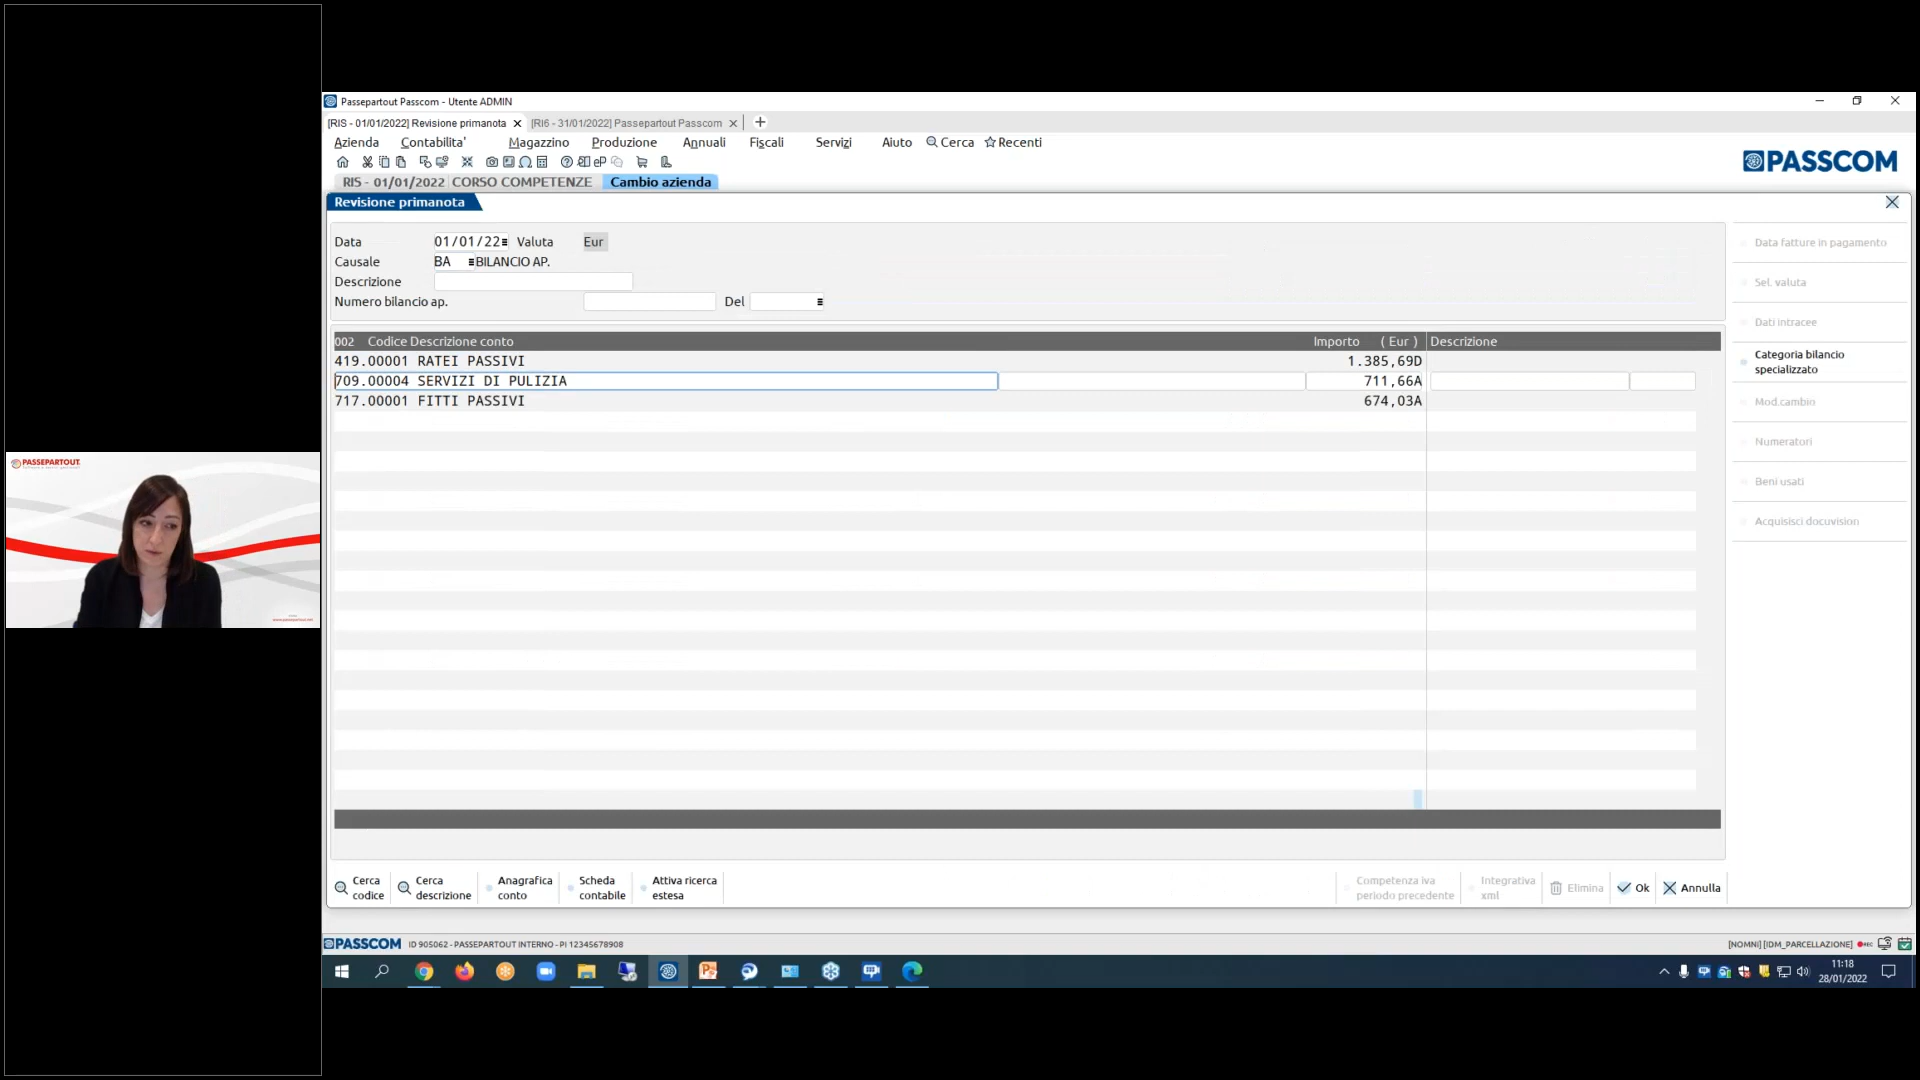 PASSEPARTOUT
Passepartout Passcom - Utente ADMIN
[RIS - 01/01/2022] Revisione primanota
[RI6 - 31/01/2022] Passepartout Passcom
Azienda Contabilita' Magazzino Produzione Annuali Fiscali Servizi Aiuto Cerca Recenti
PASSCOM
RIS - 01/01/2022 CORSO COMPETENZE Cambio azienda
Revisione primanota
Data 01/01/22 Valuta Eur
Causale BA BILANCIO AP.
Descrizione
Numero bilancio ap. Del
002 Codice Descrizione conto Importo ( Eur ) Descrizione
419.00001 RATEI PASSIVI 1.385,69D
709.00004 SERVIZI DI PULIZIA 711,66A
717.00001 FITTI PASSIVI 674,03A
Data fatture in pagamento
Sel. valuta
Dati intracee
Categoria bilancio
specializzato
Mod.cambio
Numeratori
Beni usati
Acquisisci docuvision
Cerca
codice
Cerca
descrizione
Anagrafica
conto
Scheda
contabile
Attiva ricerca
estesa
Competenza iva
periodo precedente
Integrativa
xml
Elimina
Ok
Annulla
PASSCOM ID 905062 - PASSEPARTOUT INTERNO - PI 12345678908
[NOMNI] [IDM_PARCELLAZIONE] REC
11:18
28/01/2022